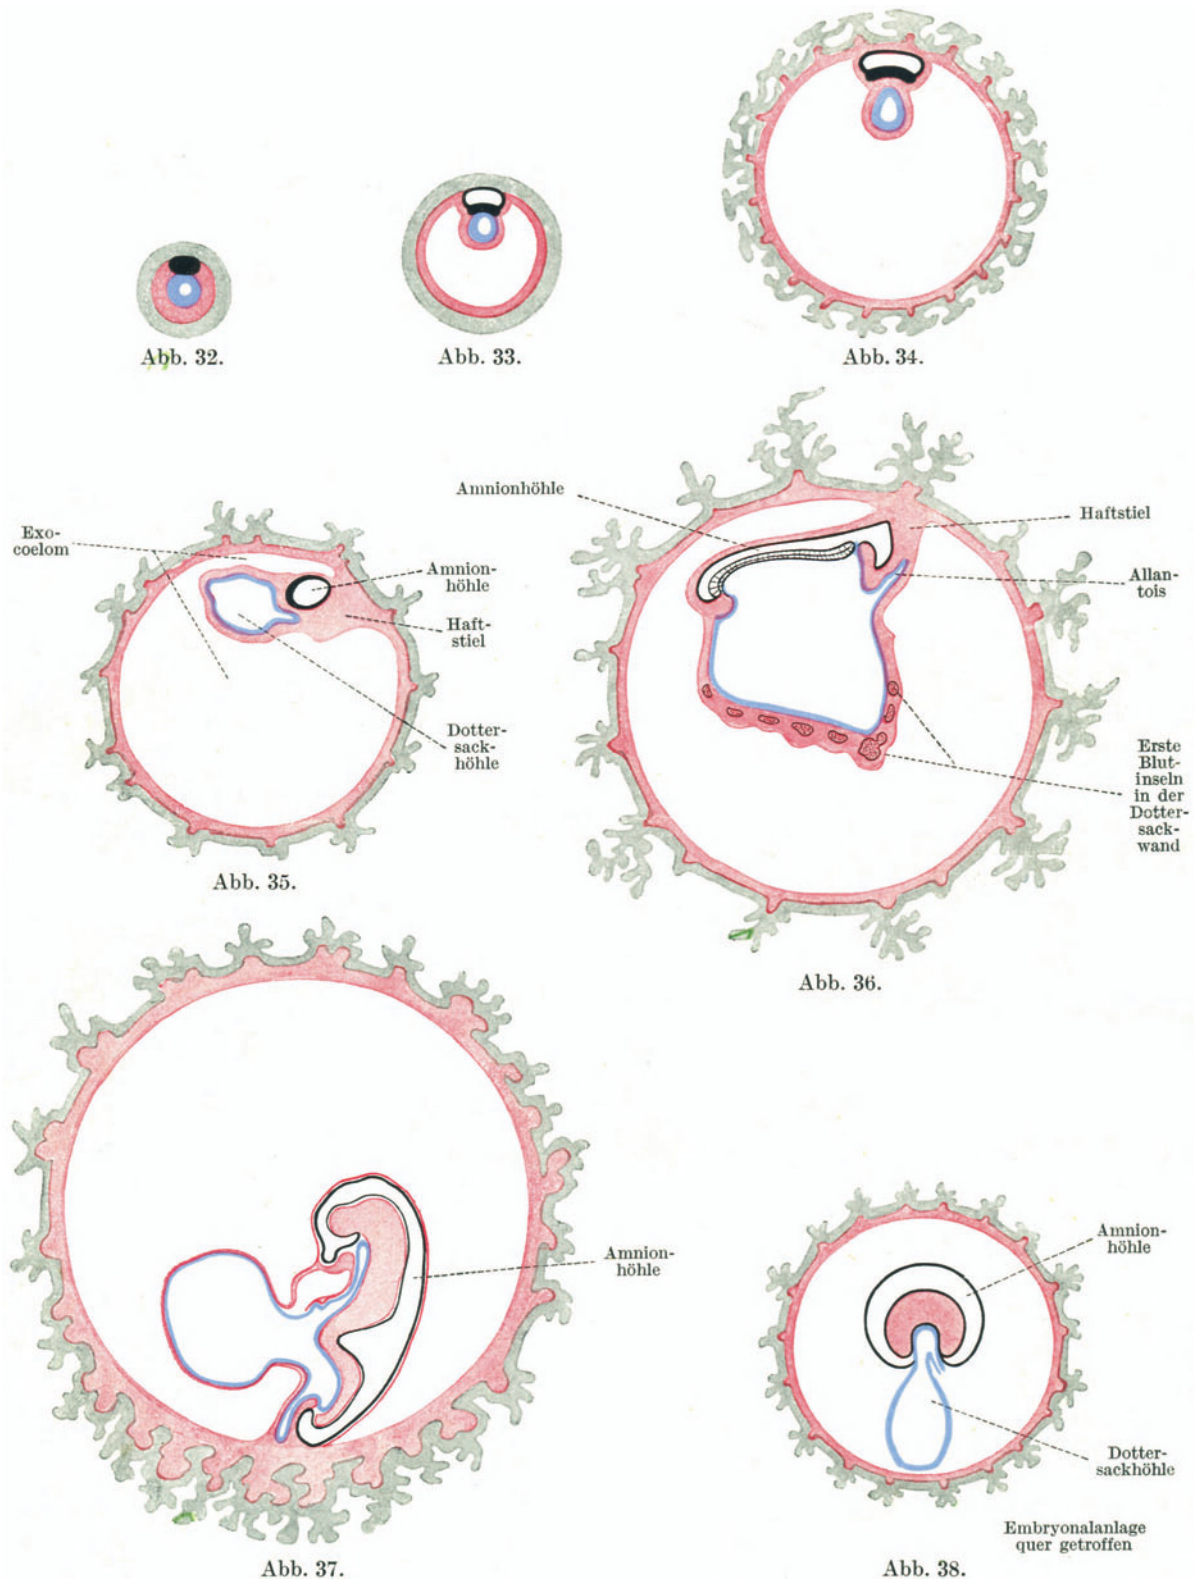 Abb. 32.
Abb. 33.
Abb. 34.
Exo-
coelom
Amnion-
höhle
Haft-
stiel
Dotter-
sack-
höhle
Abb. 35.
Amnionhöhle
Haftstiel
Allan-
tois
Erste
Blut-
inseln
in der
Dotter-
sack-
wand
Abb. 36.
Amnion-
höhle
Abb. 37.
Amnion-
höhle
Dotter-
sackhöhle
Embryonalanlage
quer getroffen
Abb. 38.